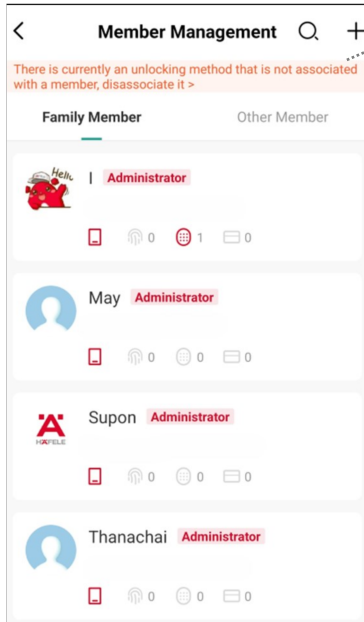 Member Management
There is currently an unlocking method that is not associated
with a member, disassociate it >
Family Member
Other Member
Hello
I Administrator
0 1 0
May Administrator
0 0 0
HÄFELE
Supon Administrator
0 0 0
Thanachai Administrator
0 0 0